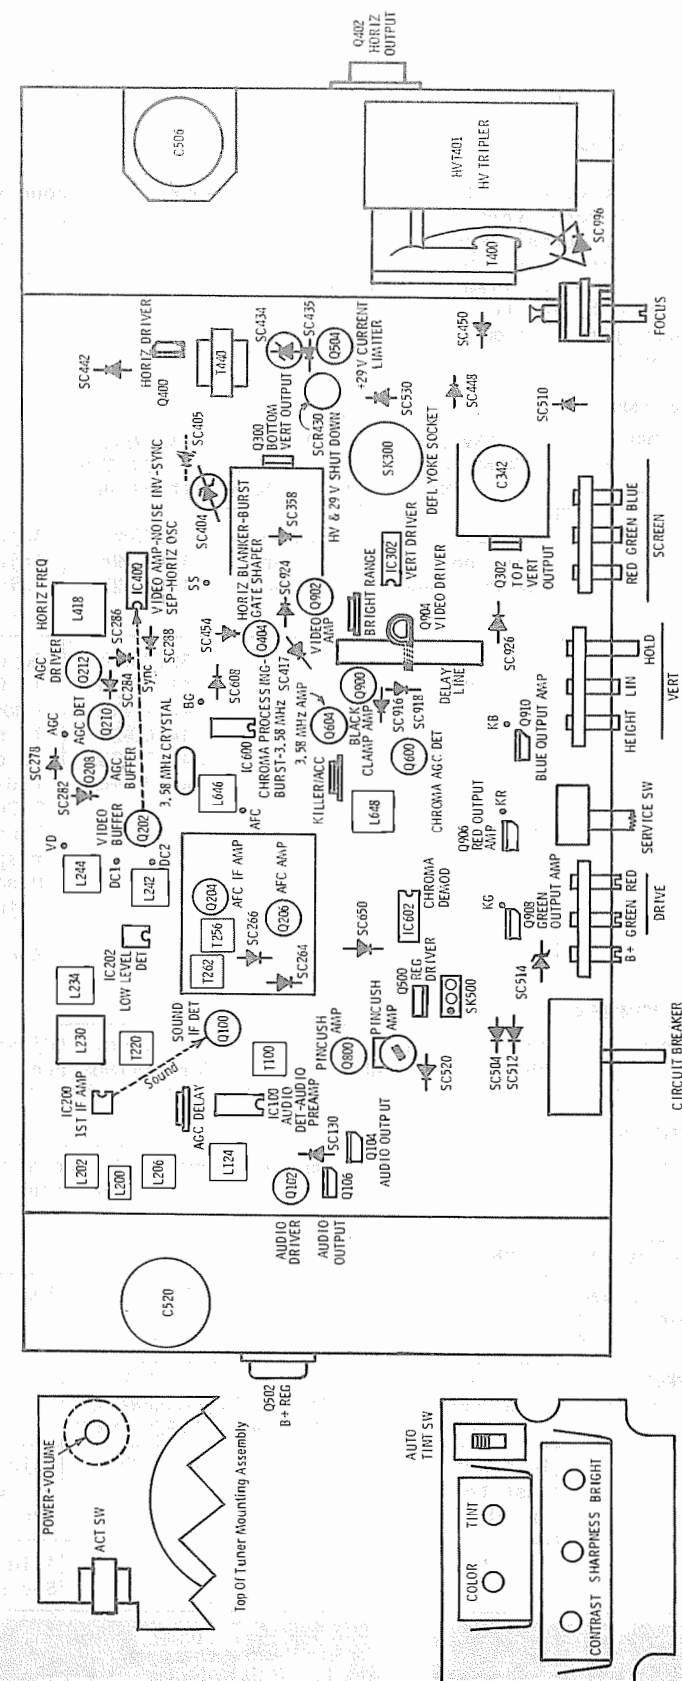 Q402
HORIZ
OUTPUT
C506
HVT401
HV TRIPLER
T400
SC996
FOCUS
SC442
HORIZ DRIVER
Q400
T440
SC434
SC435
Q504
+29 V CURRENT
LIMITER
SC450
SC448
SC510
SC405
SC404
Q300
BOTTOM
VERT OUTPUT
SCR430
HV & 29 V SHUT DOWN
SC530
SK300
DEFL YOKE SOCKET
C342
Q302
TOP
VERT
OUTPUT
RED GREEN BLUE
SCREEN
HORIZ FREQ
L418
IC400
VIDEO AMP-NOISE INV-SYNC
SEP-HORIZ OSC
SS
HORIZ BLANKER-BURST
GATE SHAPER
SC358
SC924
Q902
VIDEO
AMP
BRIGHT RANGE
IC302
VERT DRIVER
Q904
VIDEO DRIVER
SC926
AGC
DRIVER
Q212
SC286
SC284
Sync
SC288
SC454
Q404
SC417
SC608
BG
IC600
CHROMA PROCESSING-
BURST-3.58 MHz
3.58 MHz AMP
Q604
Q900
BLACK
CLAMP AMP
SC916
SC918
DELAY
LINE
HOLD
LIN
HEIGHT
VERT
SC278
AGC
AGC DET
Q210
SC282
Q208
AGC
BUFFER
3.58 MHz CRYSTAL
L646
AFC
KILLER/ACC
L648
Q600
CHROMA AGC DET
KB
Q910
BLUE OUTPUT AMP
VD
VIDEO
BUFFER
Q202
L244
DC1
DC2
L242
Q906
RED OUTPUT
AMP
KR
SERVICE SW
Q204
AFC IF AMP
Q206
AFC AMP
T256
SC266
T262
SC264
SC650
IC602
CHROMA
DEMOD
KG
Q908
GREEN
OUTPUT AMP
B+ GREEN RED
DRIVE
L234
IC202
LOW LEVEL
DET
L230
T220
SOUND
IF DET
Q100
Sound
IC200
1ST IF AMP
T100
PINCUSH
AMP
Q800
PINCUSH
AMP
Q500
REG
DRIVER
SK500
SC514
SC504
SC512
SC520
CIRCUIT BREAKER
AGC DELAY
IC100
AUDIO
DET-AUDIO
PREAMP
L202
L200
L206
L124
SC130
Q102
Q106
Q104
AUDIO OUTPUT
AUDIO
DRIVER
AUDIO
OUTPUT
C520
Q502
B+ REG
POWER-VOLUME
ACT SW
Top Of Tuner Mounting Assembly
AUTO
TINT SW
COLOR
TINT
CONTRAST SHARPNESS BRIGHT